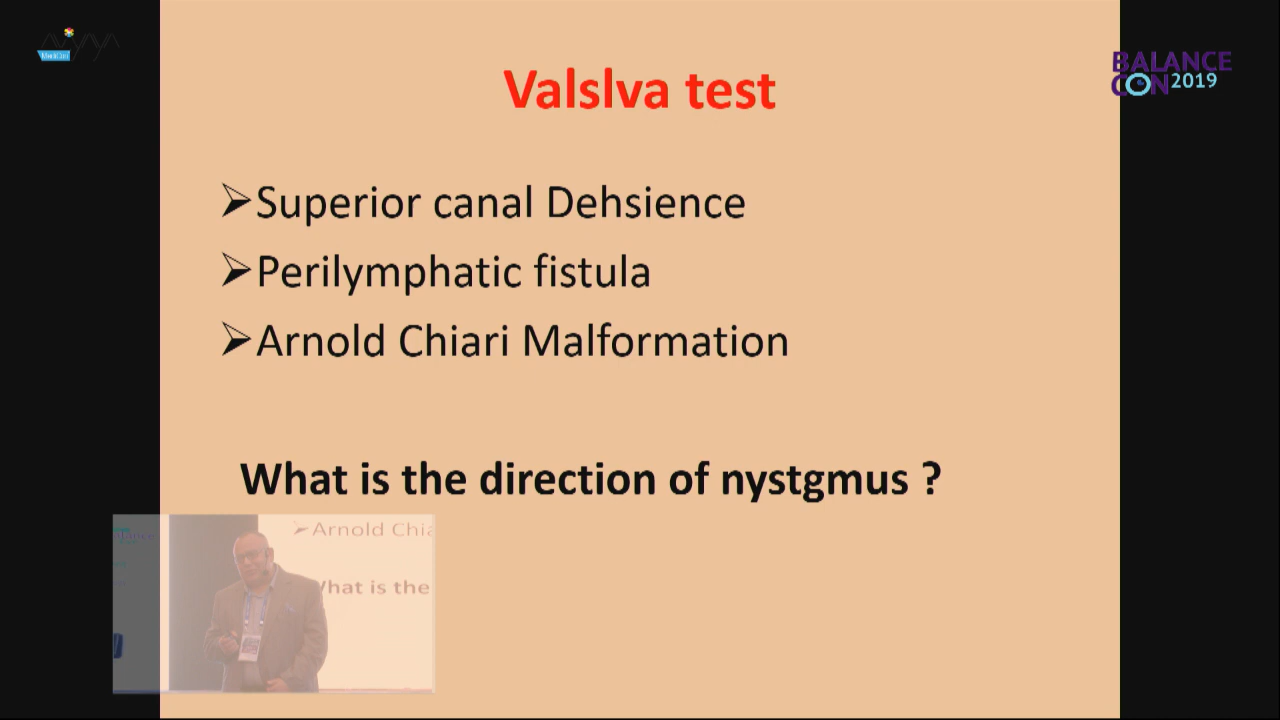 MediCon
BALANCE
CON 2019
Valslva test
Superior canal Dehsience
Perilymphatic fistula
Arnold Chiari Malformation
What is the direction of nystgmus ?
Arnold Chia
What is the